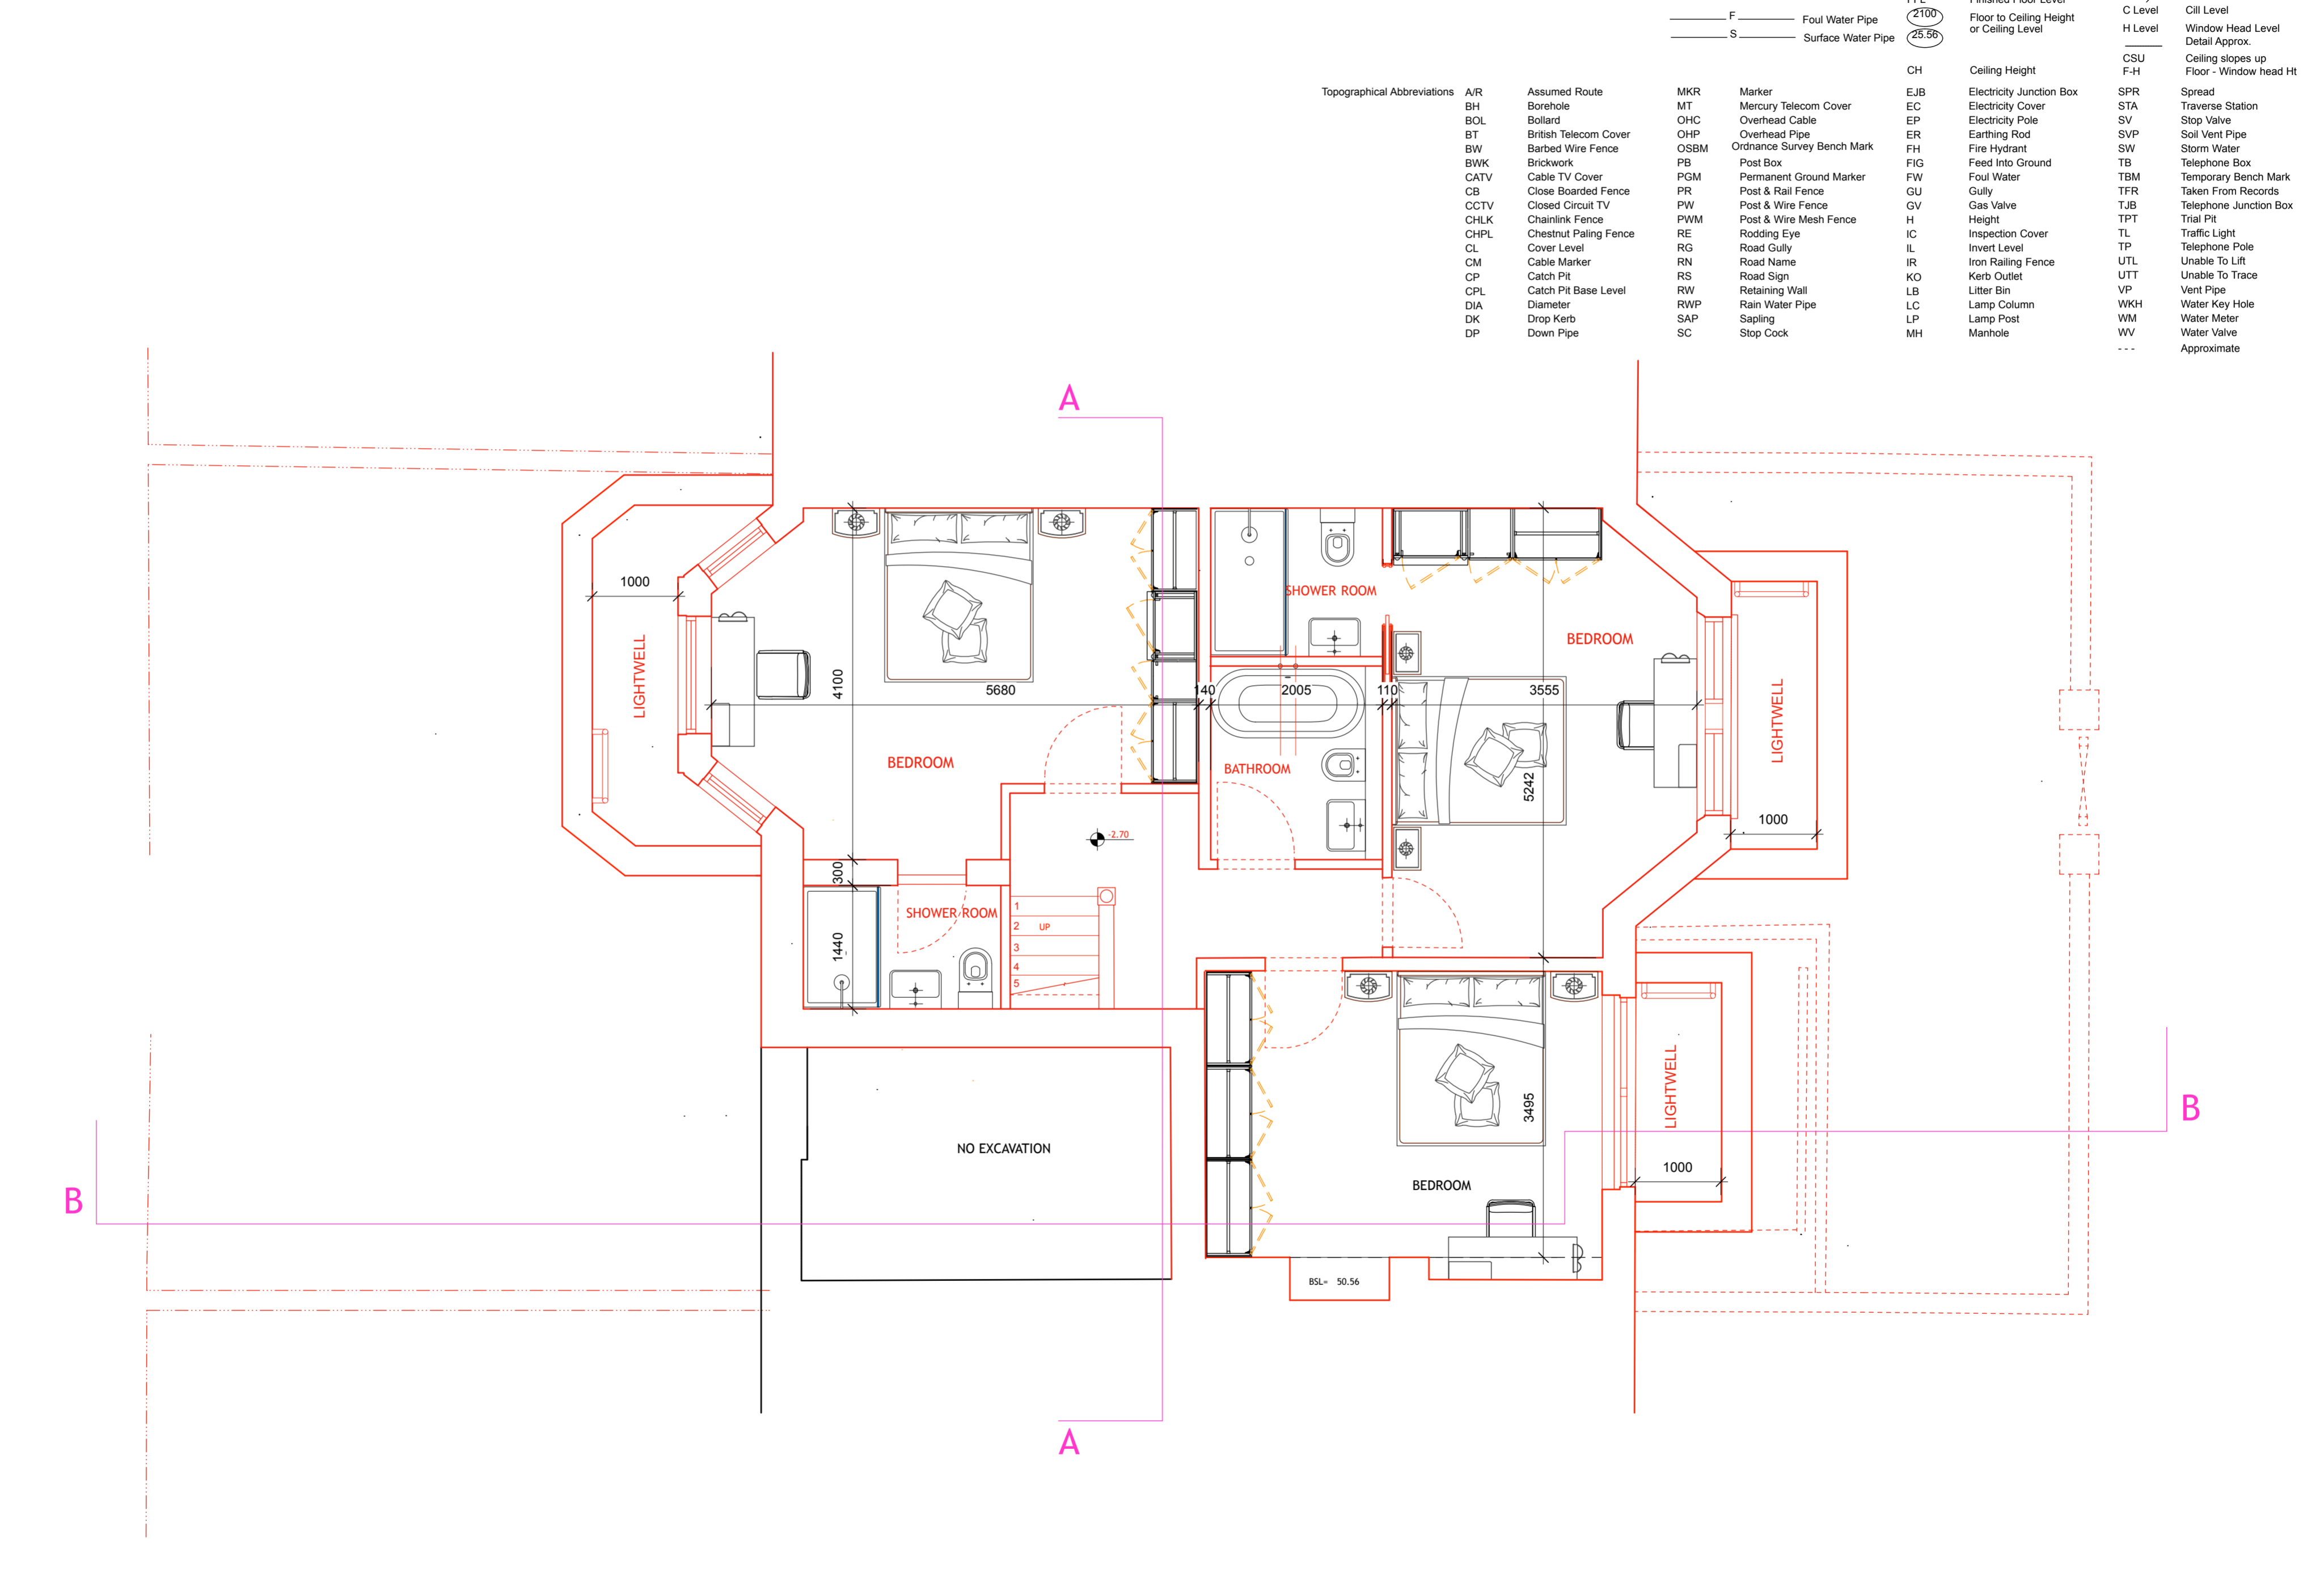 Finished Floor Level
C Level Cill Level
F Foul Water Pipe 2100 Floor to Ceiling Height
or Ceiling Level
H Level Window Head Level
S Surface Water Pipe 25.56
Detail Approx.
CSU Ceiling slopes up
CH Ceiling Height F-H Floor - Window head Ht
Topographical Abbreviations A/R Assumed Route MKR Marker EJB Electricity Junction Box SPR Spread
BH Borehole MT Mercury Telecom Cover EC Electricity Cover STA Traverse Station
BOL Bollard OHC Overhead Cable EP Electricity Pole SV Stop Valve
BT British Telecom Cover OHP Overhead Pipe ER Earthing Rod SVP Soil Vent Pipe
BW Barbed Wire Fence OSBM Ordnance Survey Bench Mark FH Fire Hydrant SW Storm Water
BWK Brickwork PB Post Box FIG Feed Into Ground TB Telephone Box
CATV Cable TV Cover PGM Permanent Ground Marker FW Foul Water TBM Temporary Bench Mark
CB Close Boarded Fence PR Post & Rail Fence GU Gully TFR Taken From Records
CCTV Closed Circuit TV PW Post & Wire Fence GV Gas Valve TJB Telephone Junction Box
CHLK Chainlink Fence PWM Post & Wire Mesh Fence H Height TPT Trial Pit
CHPL Chestnut Paling Fence RE Rodding Eye IC Inspection Cover TL Traffic Light
CL Cover Level RG Road Gully IL Invert Level TP Telephone Pole
CM Cable Marker RN Road Name IR Iron Railing Fence UTL Unable To Lift
CP Catch Pit RS Road Sign KO Kerb Outlet UTT Unable To Trace
CPL Catch Pit Base Level RW Retaining Wall LB Litter Bin VP Vent Pipe
DIA Diameter RWP Rain Water Pipe LC Lamp Column WKH Water Key Hole
DK Drop Kerb SAP Sapling LP Lamp Post WM Water Meter
DP Down Pipe SC Stop Cock MH Manhole WV Water Valve
- - - Approximate
A
1000
SHOWER ROOM
BEDROOM
LIGHTWELL
4100
5680
140
2005
110
3555
LIGHTWELL
BEDROOM
BATHROOM
5242
1000
-2.70
300
SHOWER ROOM
1
2 UP
3
4
5
1440
LIGHTWELL
3495
B
NO EXCAVATION
1000
BEDROOM
B
BSL= 50.56
A